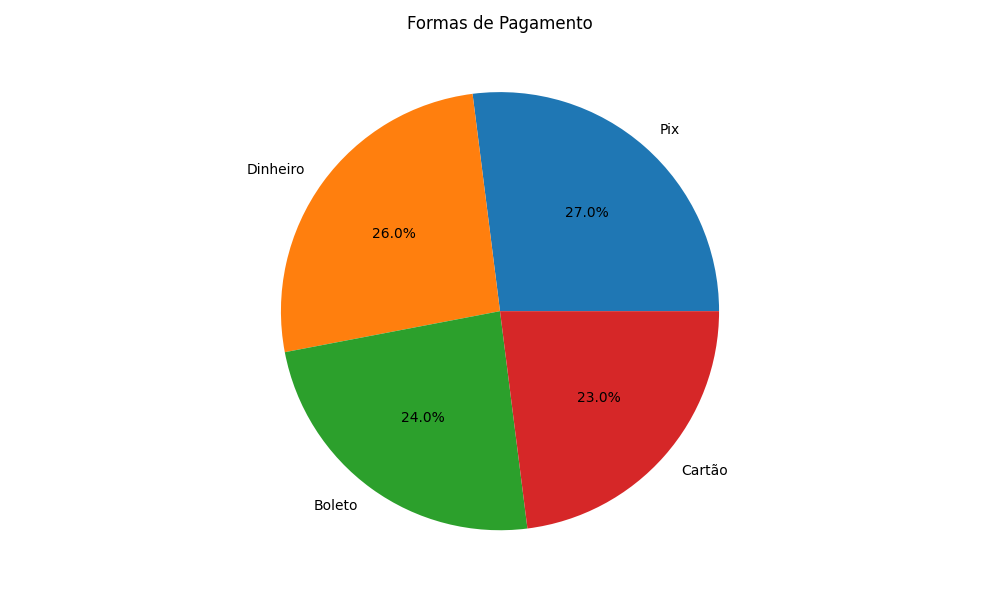 Formas de Pagamento
Pix
Dinheiro
27.0%
26.0%
23.0%
24.0%
Cartão
Boleto